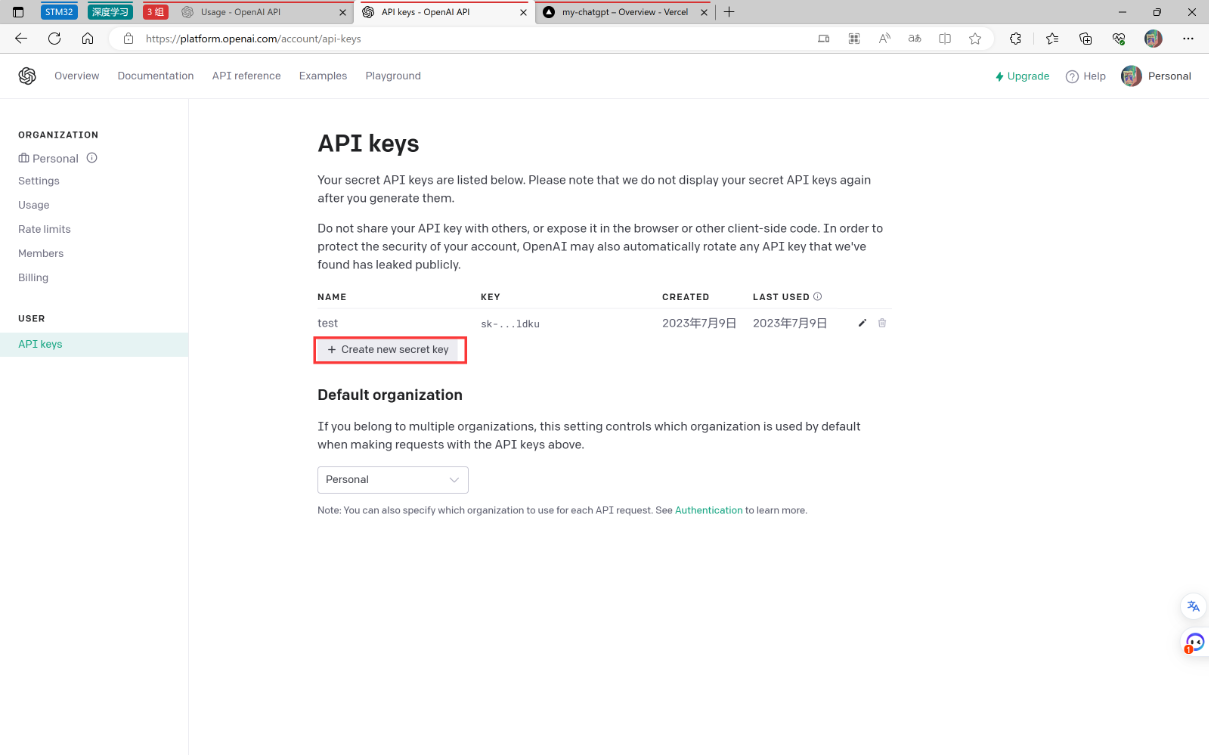 STM32
深度学习
3 组
Usage - OpenAI API
API keys - OpenAI API
my-chatgpt – Overview - Vercel
https://platform.openai.com/account/api-keys
Overview
Documentation
API reference
Examples
Playground
Upgrade
Help
Personal
ORGANIZATION
Personal
Settings
Usage
Rate limits
Members
Billing
USER
API keys
API keys
Your secret API keys are listed below. Please note that we do not display your secret API keys again
after you generate them.
Do not share your API key with others, or expose it in the browser or other client-side code. In order to
protect the security of your account, OpenAI may also automatically rotate any API key that we've
found has leaked publicly.
NAME KEY CREATED LAST USED
test sk-...ldku 2023年7月9日 2023年7月9日
+ Create new secret key
Default organization
If you belong to multiple organizations, this setting controls which organization is used by default
when making requests with the API keys above.
Personal
Note: You can also specify which organization to use for each API request. See Authentication to learn more.
1